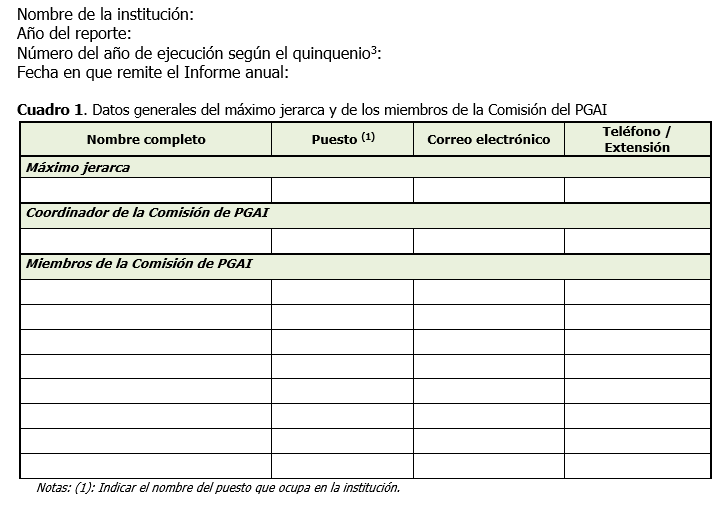 Nombre de la institución:
Año del reporte:
Número del año de ejecución según el quinquenio³:
Fecha en que remite el Informe anual:
Cuadro 1. Datos generales del máximo jerarca y de los miembros de la Comisión del PGAI
Nombre completo Puesto (1) Correo electrónico Teléfono / Extensión
Máximo jerarca
Coordinador de la Comisión de PGAI
Miembros de la Comisión de PGAI
Notas: (1): Indicar el nombre del puesto que ocupa en la institución.